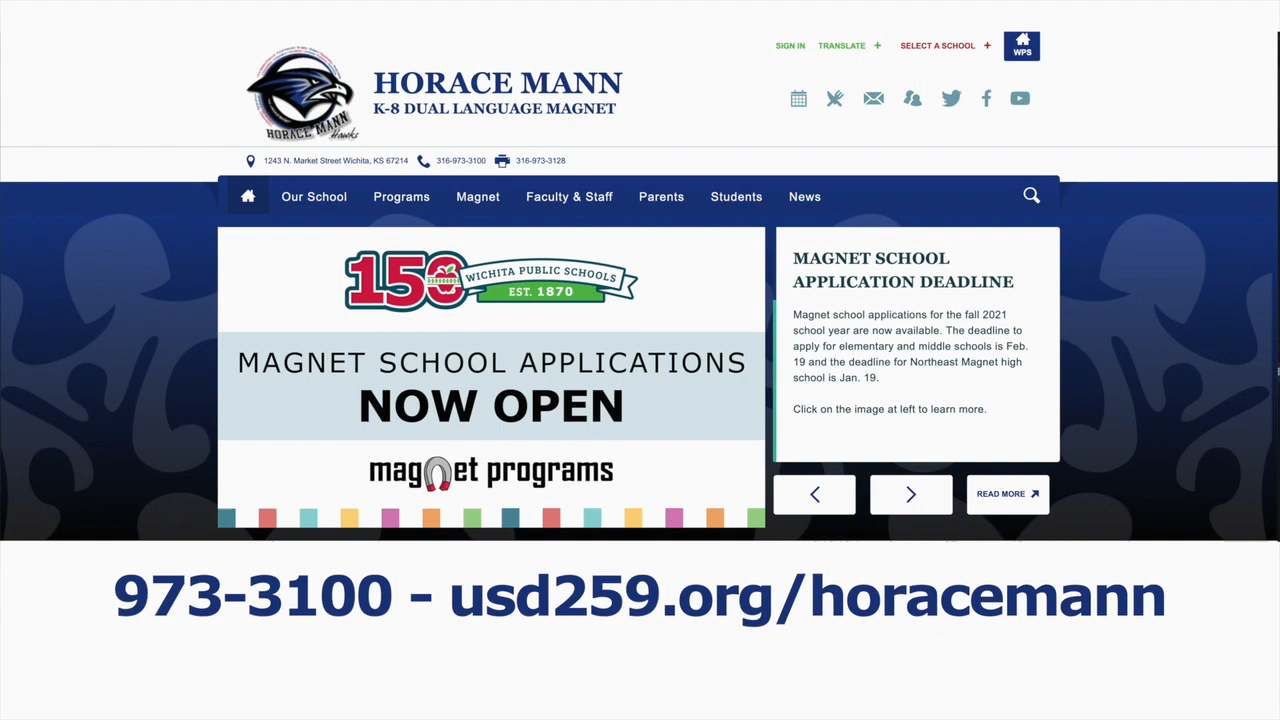 SIGN IN TRANSLATE + SELECT A SCHOOL +
WPS
HORACE MANN
K-8 DUAL LANGUAGE MAGNET
HORACE MANN
Hawks
1243 N. Market Street Wichita, KS 67214 316-973-3100 316-973-3128
Our School Programs Magnet Faculty & Staff Parents Students News
150
WICHITA PUBLIC SCHOOLS
EST. 1870
MAGNET SCHOOL APPLICATIONS
NOW OPEN
magnet programs
MAGNET SCHOOL
APPLICATION DEADLINE
Magnet school applications for the fall 2021
school year are now available. The deadline to
apply for elementary and middle schools is Feb.
19 and the deadline for Northeast Magnet high
school is Jan. 19.
Click on the image at left to learn more.
READ MORE
973-3100 - usd259.org/horacemann